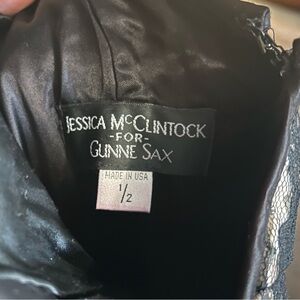 JESSICA MCCLINTOCK
-FOR-
GUNNE SAX
MADE IN USA
1/2